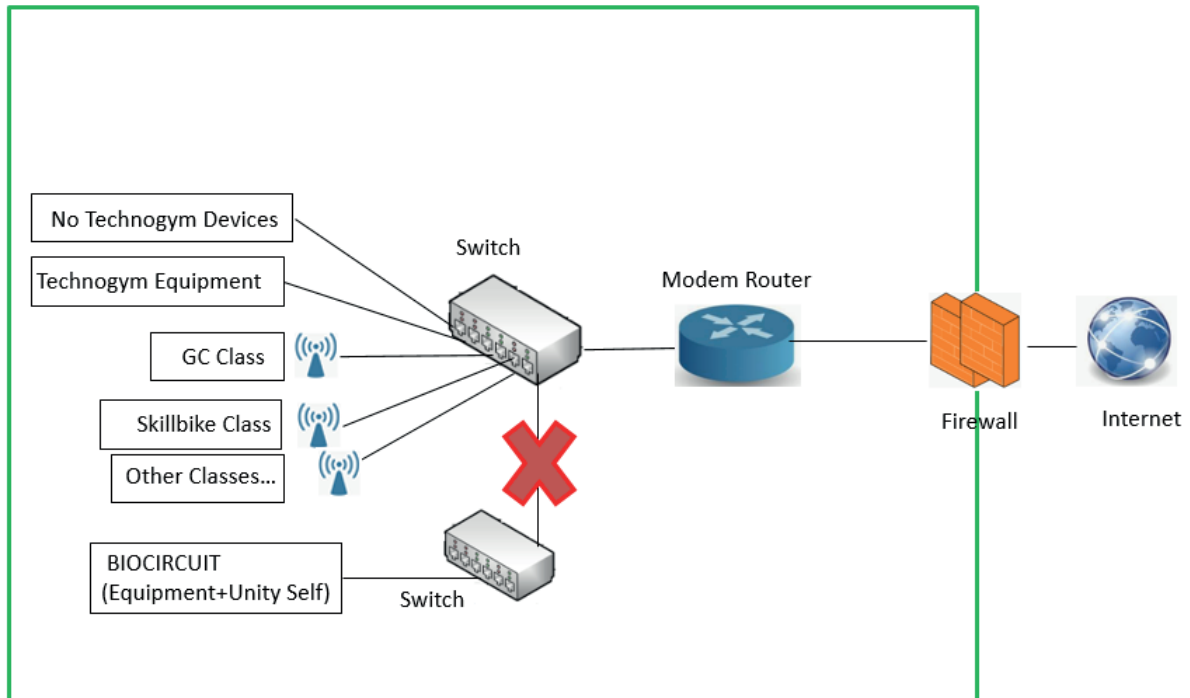 No Technogym Devices
Switch
Technogym Equipment
Modem Router
GC Class
Skillbike Class
Firewall
Internet
Other Classes...
BIOCIRCUIT
(Equipment+Unity Self)
Switch